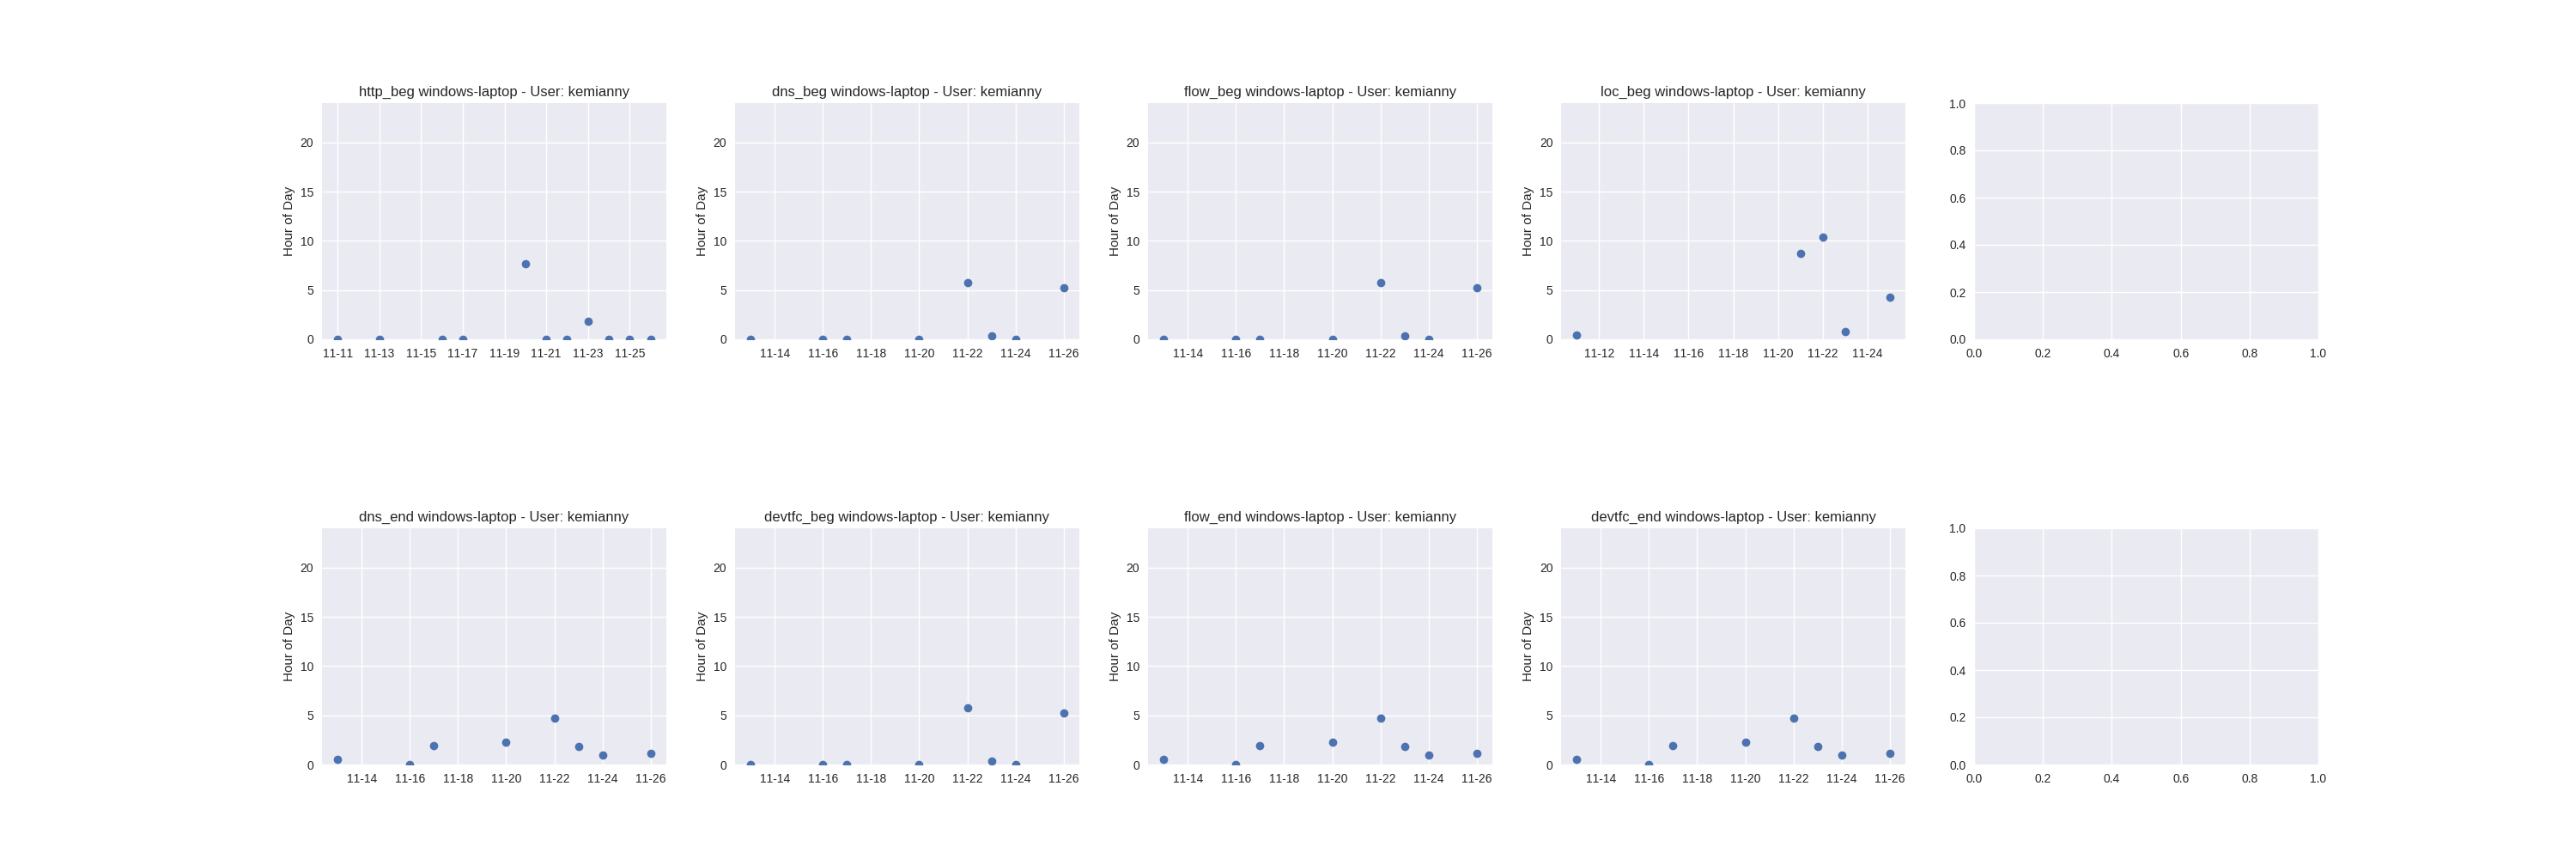 http_beg windows-laptop - User: kemianny
Hour of Day
20
15
10
5
0
11-11 11-13 11-15 11-17 11-19 11-21 11-23 11-25
dns_beg windows-laptop - User: kemianny
Hour of Day
20
15
10
5
0
11-14 11-16 11-18 11-20 11-22 11-24 11-26
flow_beg windows-laptop - User: kemianny
Hour of Day
20
15
10
5
0
11-14 11-16 11-18 11-20 11-22 11-24 11-26
loc_beg windows-laptop - User: kemianny
Hour of Day
20
15
10
5
0
11-12 11-14 11-16 11-18 11-20 11-22 11-24
1.0
0.8
0.6
0.4
0.2
0.0
0.0 0.2 0.4 0.6 0.8 1.0
dns_end windows-laptop - User: kemianny
Hour of Day
20
15
10
5
0
11-14 11-16 11-18 11-20 11-22 11-24 11-26
devtfc_beg windows-laptop - User: kemianny
Hour of Day
20
15
10
5
0
11-14 11-16 11-18 11-20 11-22 11-24 11-26
flow_end windows-laptop - User: kemianny
Hour of Day
20
15
10
5
0
11-14 11-16 11-18 11-20 11-22 11-24 11-26
devtfc_end windows-laptop - User: kemianny
Hour of Day
20
15
10
5
0
11-14 11-16 11-18 11-20 11-22 11-24 11-26
1.0
0.8
0.6
0.4
0.2
0.0
0.0 0.2 0.4 0.6 0.8 1.0